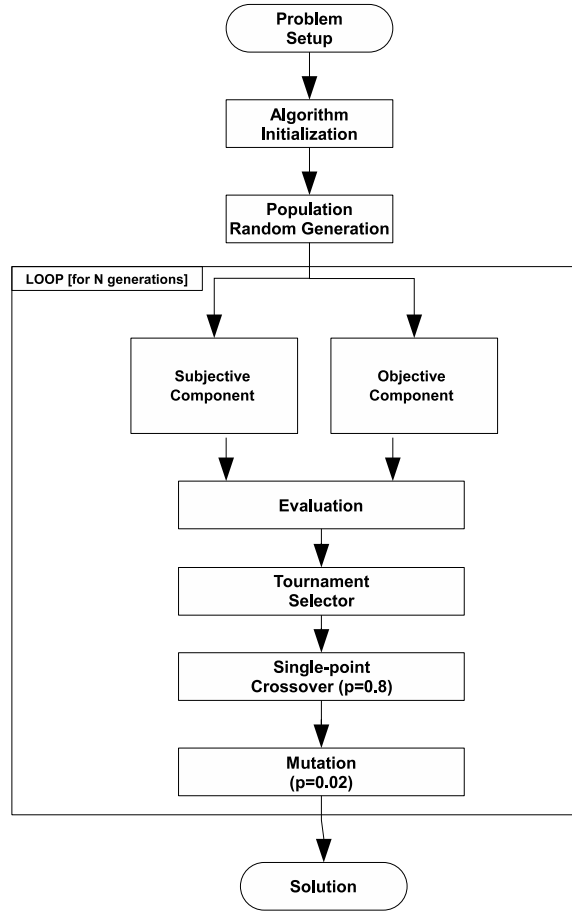 Problem
Setup
Algorithm
Initialization
Population
Random Generation
LOOP [for N generations]
Subjective
Component
Objective
Component
Evaluation
Tournament
Selector
Single-point
Crossover (p=0.8)
Mutation
(p=0.02)
Solution